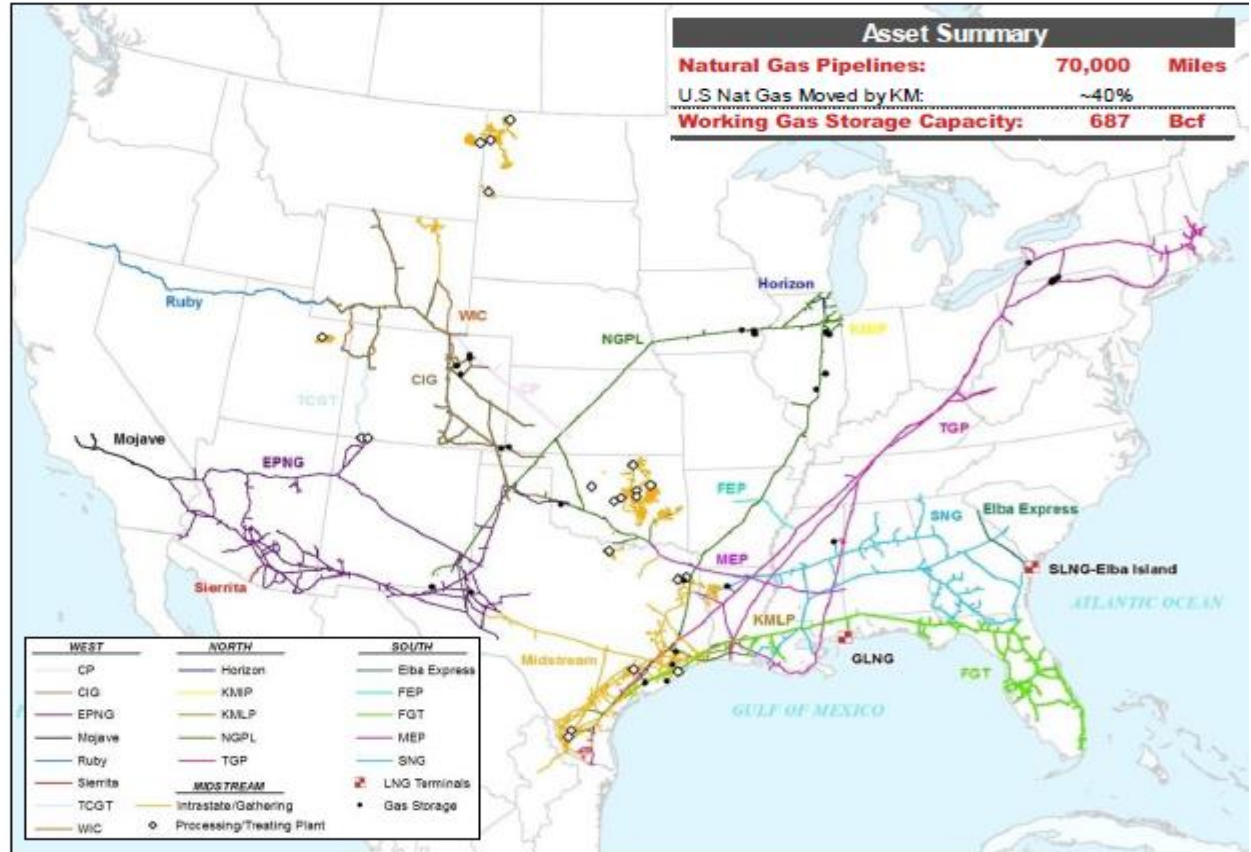 Asset Summary
Natural Gas Pipelines: 70,000 Miles
U.S Nat Gas Moved by KM: ~40%
Working Gas Storage Capacity: 687 Bcf
Horizon
Ruby
WIC
NGPL
KMIP
CIG
CP
TCGT
TGP
Mojave
EPNG
FEP
SNG
Elba Express
MEP
Sierrita
SLNG-Elba Island
ATLANTIC OCEAN
KMLP
Midstream
GLNG
FGT
GULF OF MEXICO
WEST
CP
CIG
EPNG
Mojave
Ruby
Sierrita
TCGT
WIC
NORTH
Horizon
KMIP
KMLP
NGPL
TGP
MIDSTREAM
Intrastate/Gathering
Processing/Treating Plant
SOUTH
Elba Express
FEP
FGT
MEP
SNG
LNG Terminals
Gas Storage